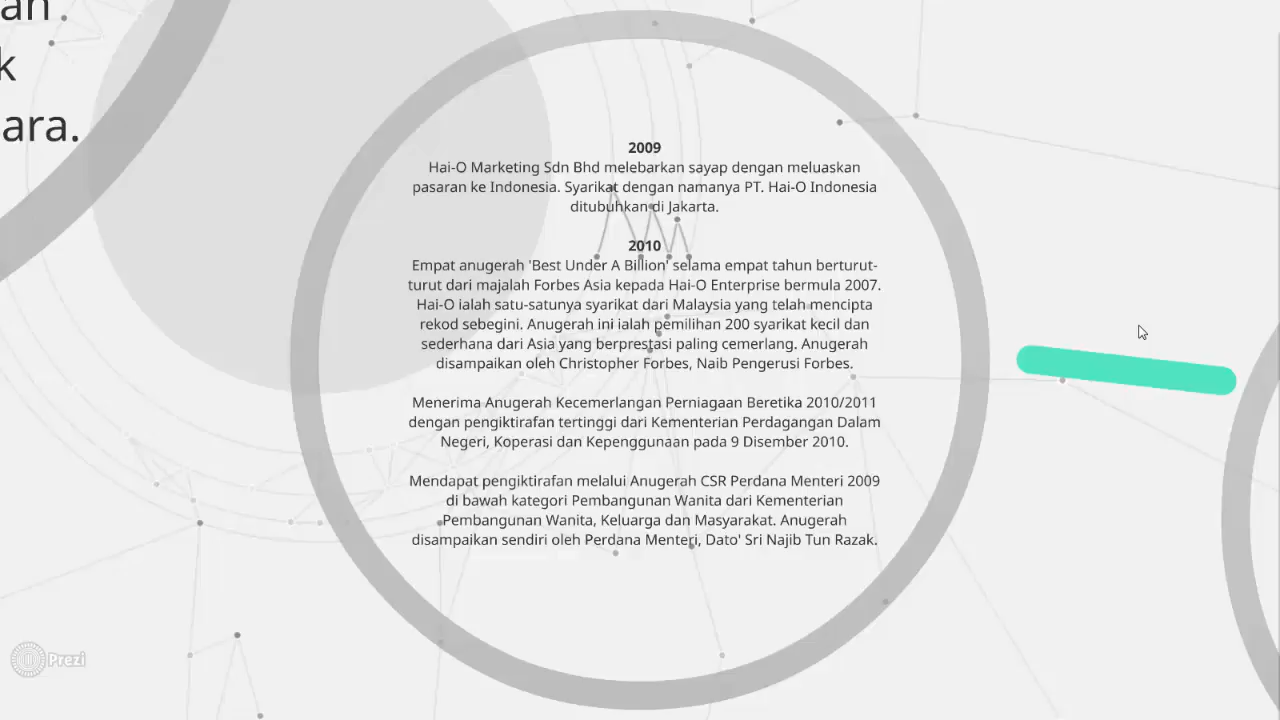 an
k
ara.
2009
Hai-O Marketing Sdn Bhd melebarkan sayap dengan meluaskan
pasaran ke Indonesia. Syarikat dengan namanya PT. Hai-O Indonesia
ditubuhkan di Jakarta.
2010
Empat anugerah 'Best Under A Billion' selama empat tahun berturut-
turut dari majalah Forbes Asia kepada Hai-O Enterprise bermula 2007.
Hai-O ialah satu-satunya syarikat dari Malaysia yang telah mencipta
rekod sebegini. Anugerah ini ialah pemilihan 200 syarikat kecil dan
sederhana dari Asia yang berprestasi paling cemerlang. Anugerah
disampaikan oleh Christopher Forbes, Naib Pengerusi Forbes.
Menerima Anugerah Kecemerlangan Perniagaan Beretika 2010/2011
dengan pengiktirafan tertinggi dari Kementerian Perdagangan Dalam
Negeri, Koperasi dan Kepenggunaan pada 9 Disember 2010.
Mendapat pengiktirafan melalui Anugerah CSR Perdana Menteri 2009
di bawah kategori Pembangunan Wanita dari Kementerian
Pembangunan Wanita, Keluarga dan Masyarakat. Anugerah
disampaikan sendiri oleh Perdana Menteri, Dato' Sri Najib Tun Razak.
Prezi